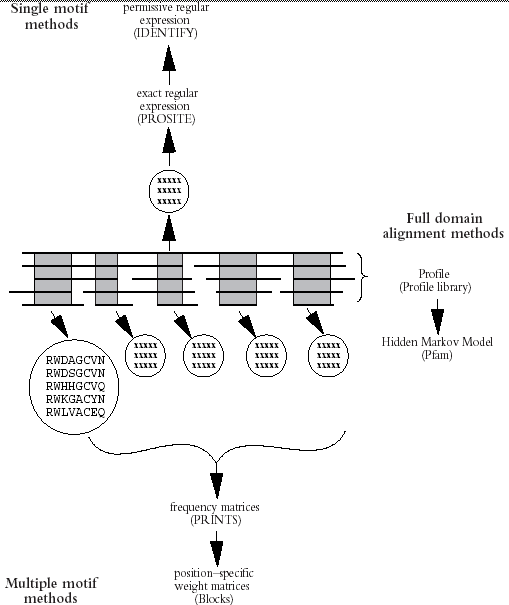 Single motif
methods
permissive regular
expression
(IDENTIFY)
exact regular
expression
(PROSITE)
xxxxx
xxxxx
xxxxx
Full domain
alignment methods
Profile
(Profile library)
Hidden Markov Model
(Pfam)
RWDAGCVN
RWDSGCVN
RWHHGCVQ
RWKGACYN
RWLVACEQ
xxxxx
xxxxx
xxxxx
xxxxx
xxxxx
xxxxx
xxxxx
xxxxx
xxxxx
xxxxx
xxxxx
xxxxx
frequency matrices
(PRINTS)
position-specific
weight matrices
(Blocks)
Multiple motif
methods